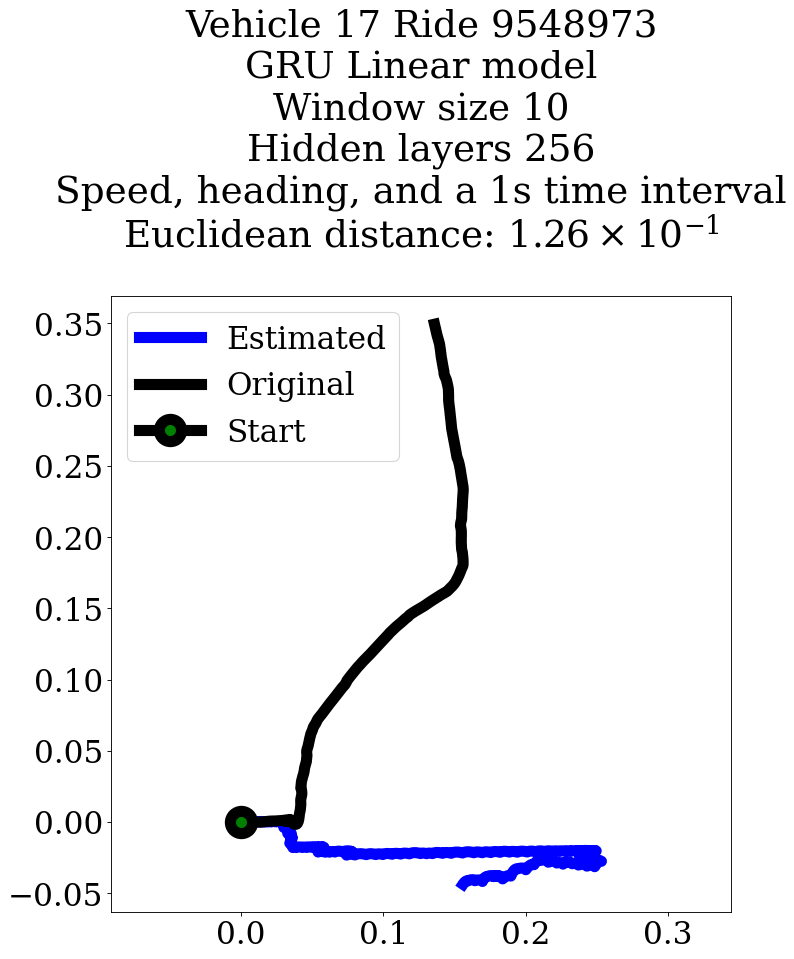 Vehicle 17 Ride 9548973
GRU Linear model
Window size 10
Hidden layers 256
Speed, heading, and a 1s time interval
Euclidean distance: 1.26 × 10⁻¹
Estimated
Original
Start
0.35
0.30
0.25
0.20
0.15
0.10
0.05
0.00
−0.05
0.0 0.1 0.2 0.3